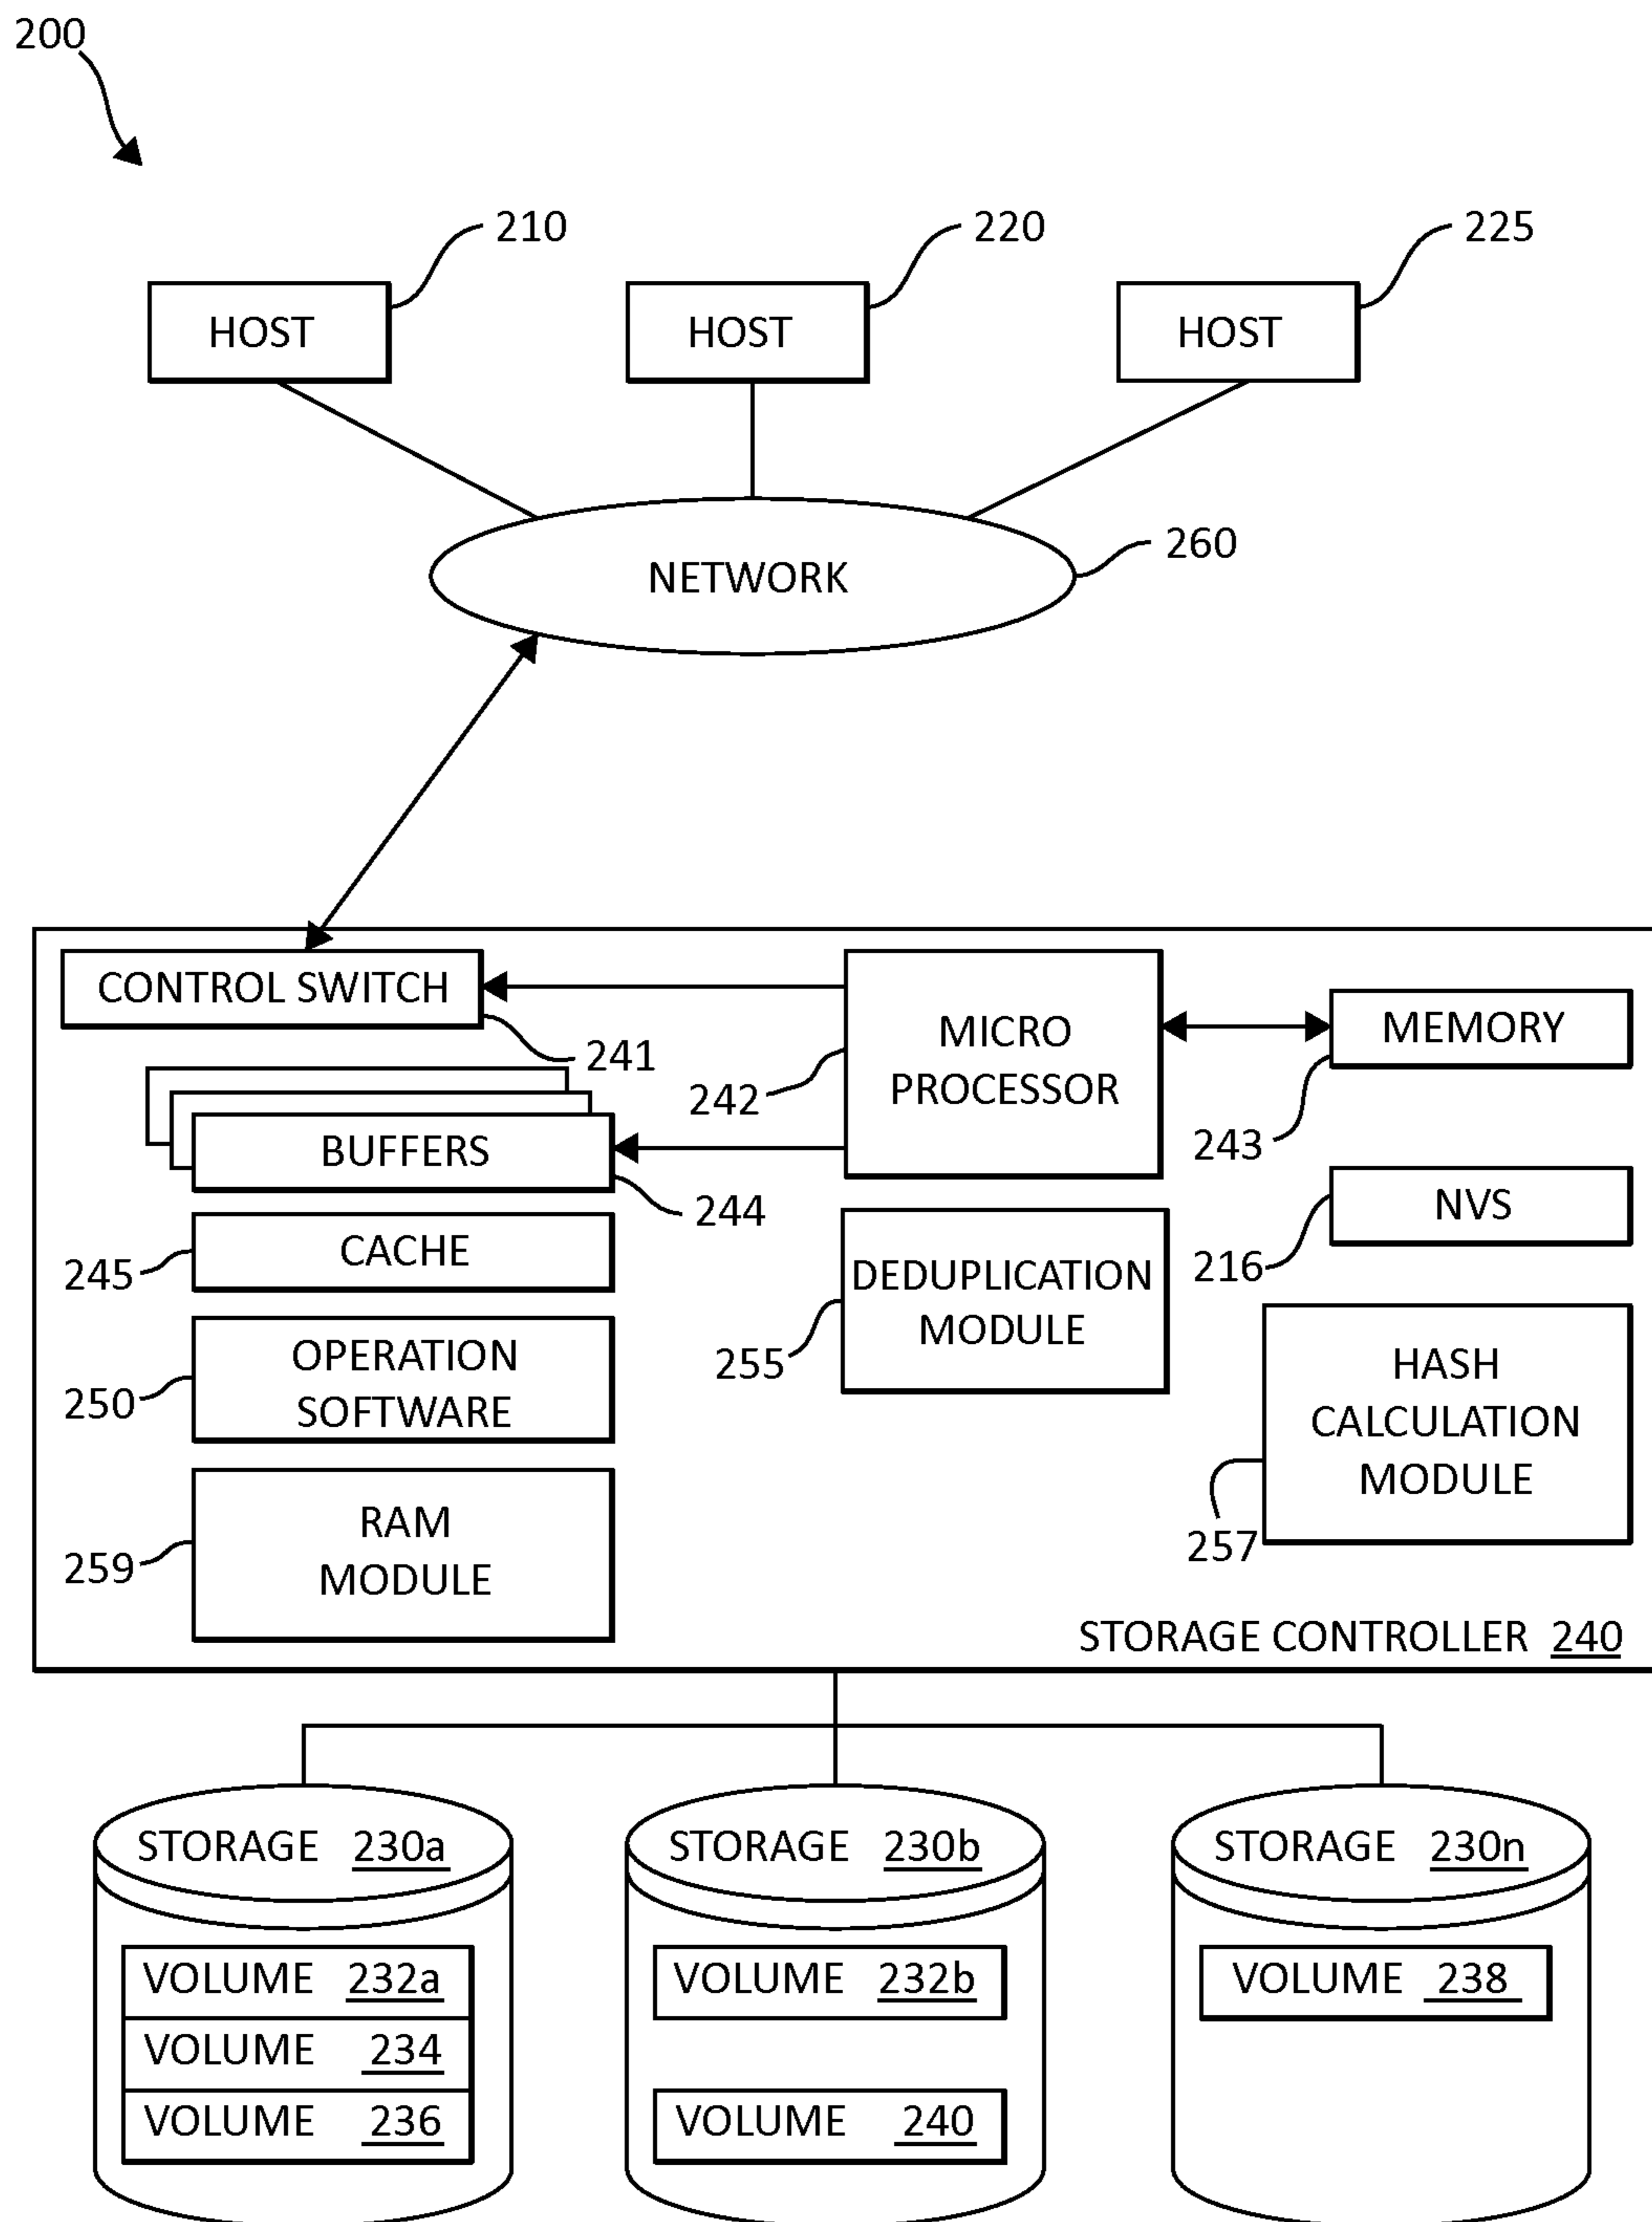 200
210
220
225
HOST
HOST
HOST
260
NETWORK
CONTROL SWITCH
241
MICRO
PROCESSOR
242
MEMORY
243
BUFFERS
244
NVS
216
CACHE
245
DEDUPLICATION
MODULE
255
OPERATION
SOFTWARE
250
HASH
CALCULATION
MODULE
257
RAM
MODULE
259
STORAGE CONTROLLER 240
STORAGE 230a
STORAGE 230b
STORAGE 230n
VOLUME 232a
VOLUME 234
VOLUME 236
VOLUME 232b
VOLUME 240
VOLUME 238